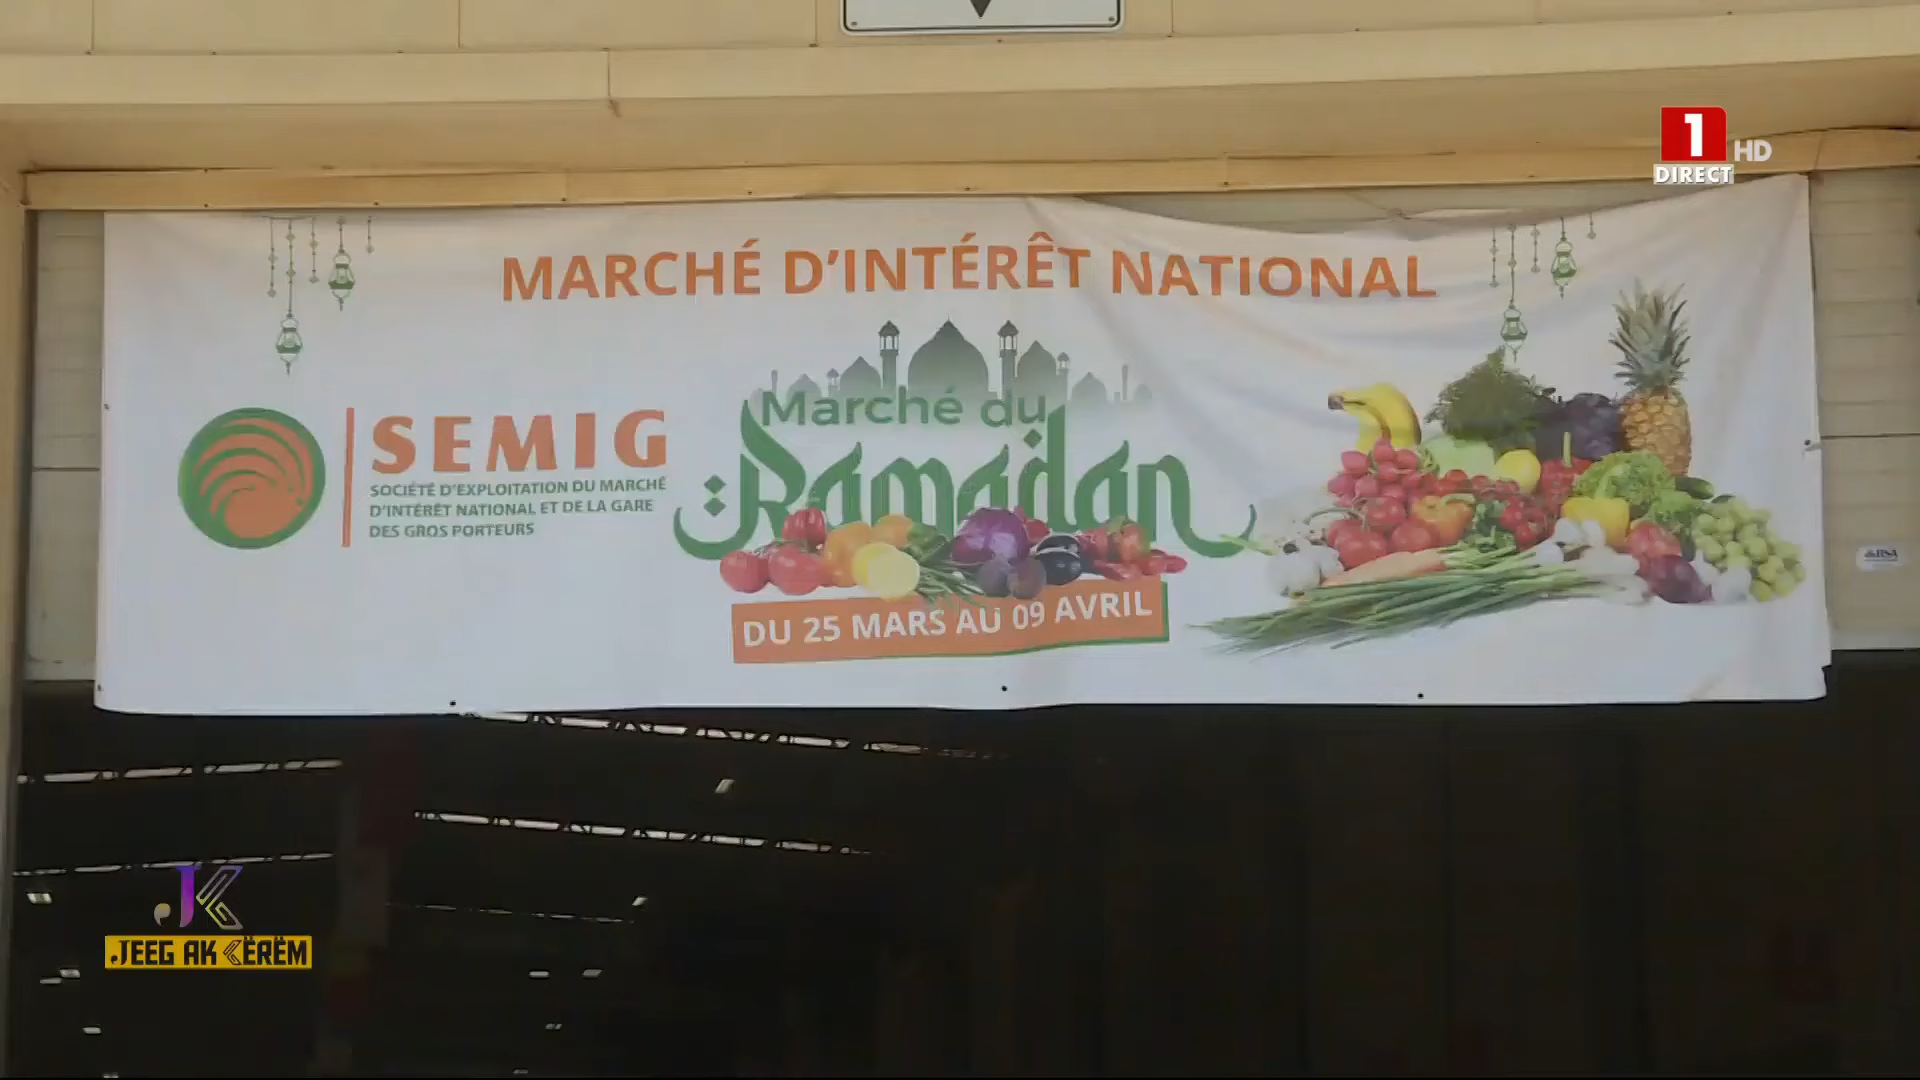 1 HD
DIRECT
MARCHÉ D'INTÉRÊT NATIONAL
SEMIG
SOCIÉTÉ D'EXPLOITATION DU MARCHÉ
D'INTÉRÊT NATIONAL ET DE LA GARE
DES GROS PORTEURS
Marché du
Ramadan
DU 25 MARS AU 09 AVRIL
JK
JEEG AK KËRËM